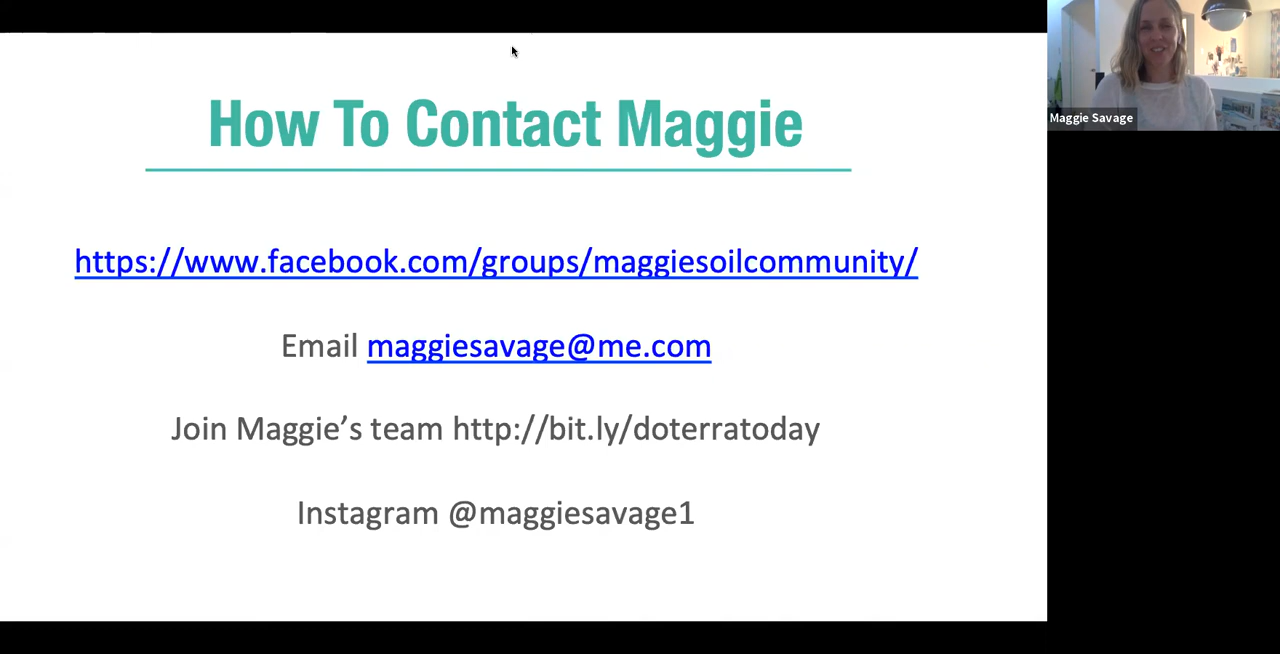 How To Contact Maggie
https://www.facebook.com/groups/maggiesoilcommunity/
Email maggiesavage@me.com
Join Maggie’s team http://bit.ly/doterratoday
Instagram @maggiesavage1
Maggie Savage